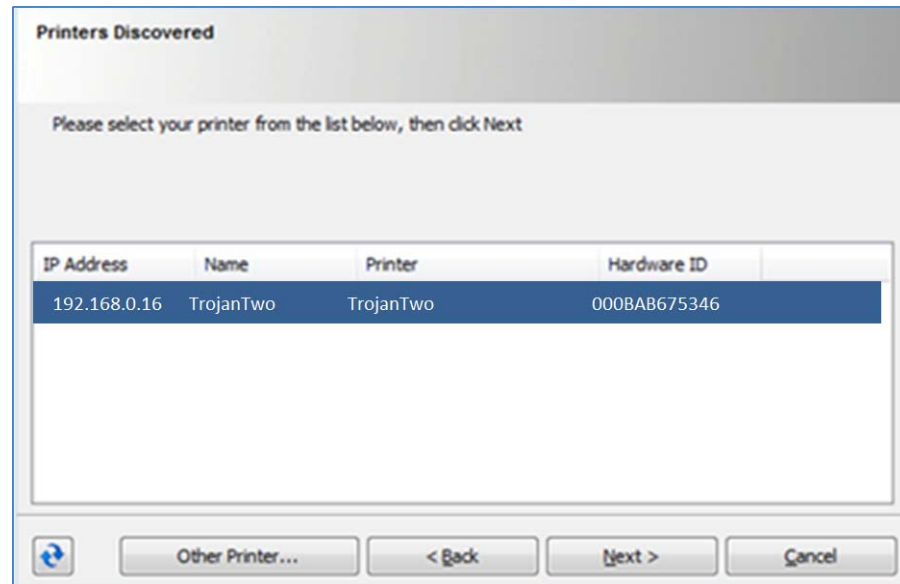 Printers Discovered
Please select your printer from the list below, then click Next
IP Address Name Printer Hardware ID
192.168.0.16 TrojanTwo TrojanTwo 000BAB675346
Other Printer... < Back Next > Cancel